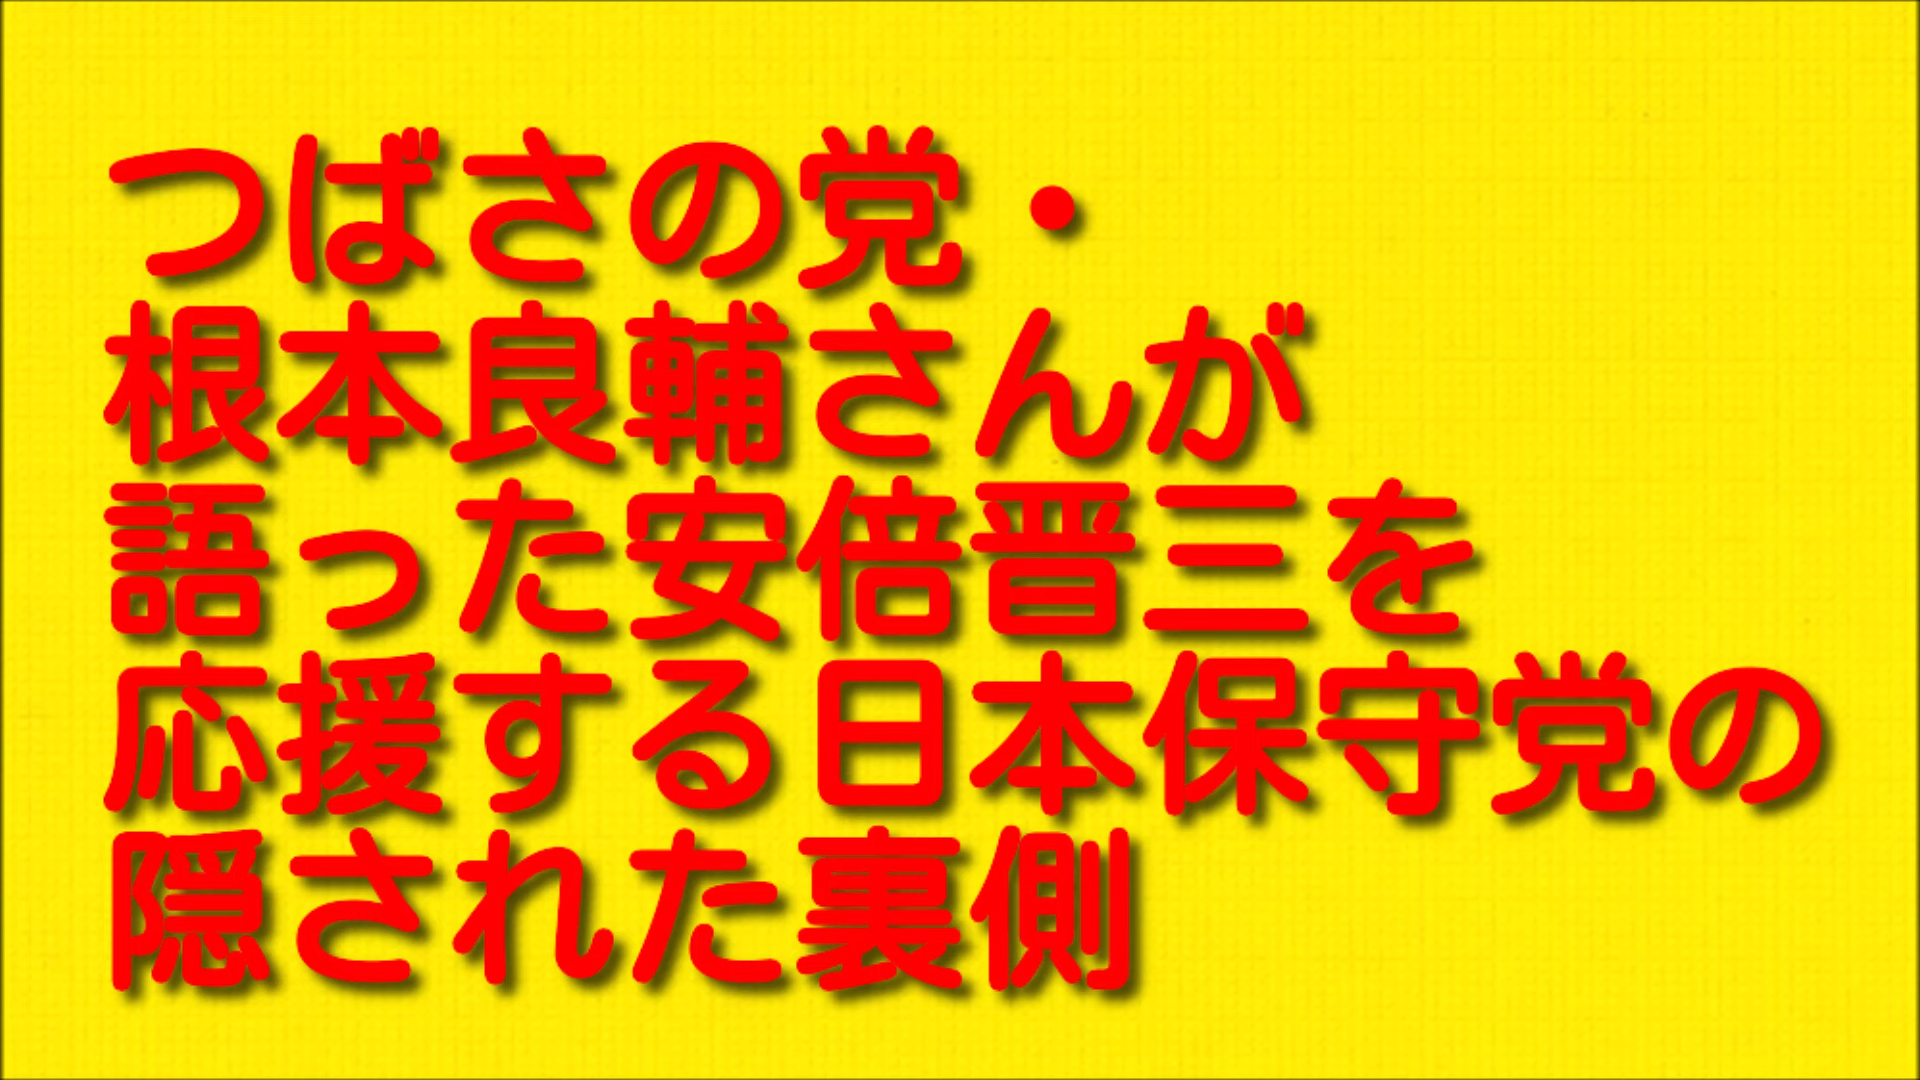 つばさの党・
根本良輔さんが
語った安倍晋三を
応援する日本保守党の
隠された裏側